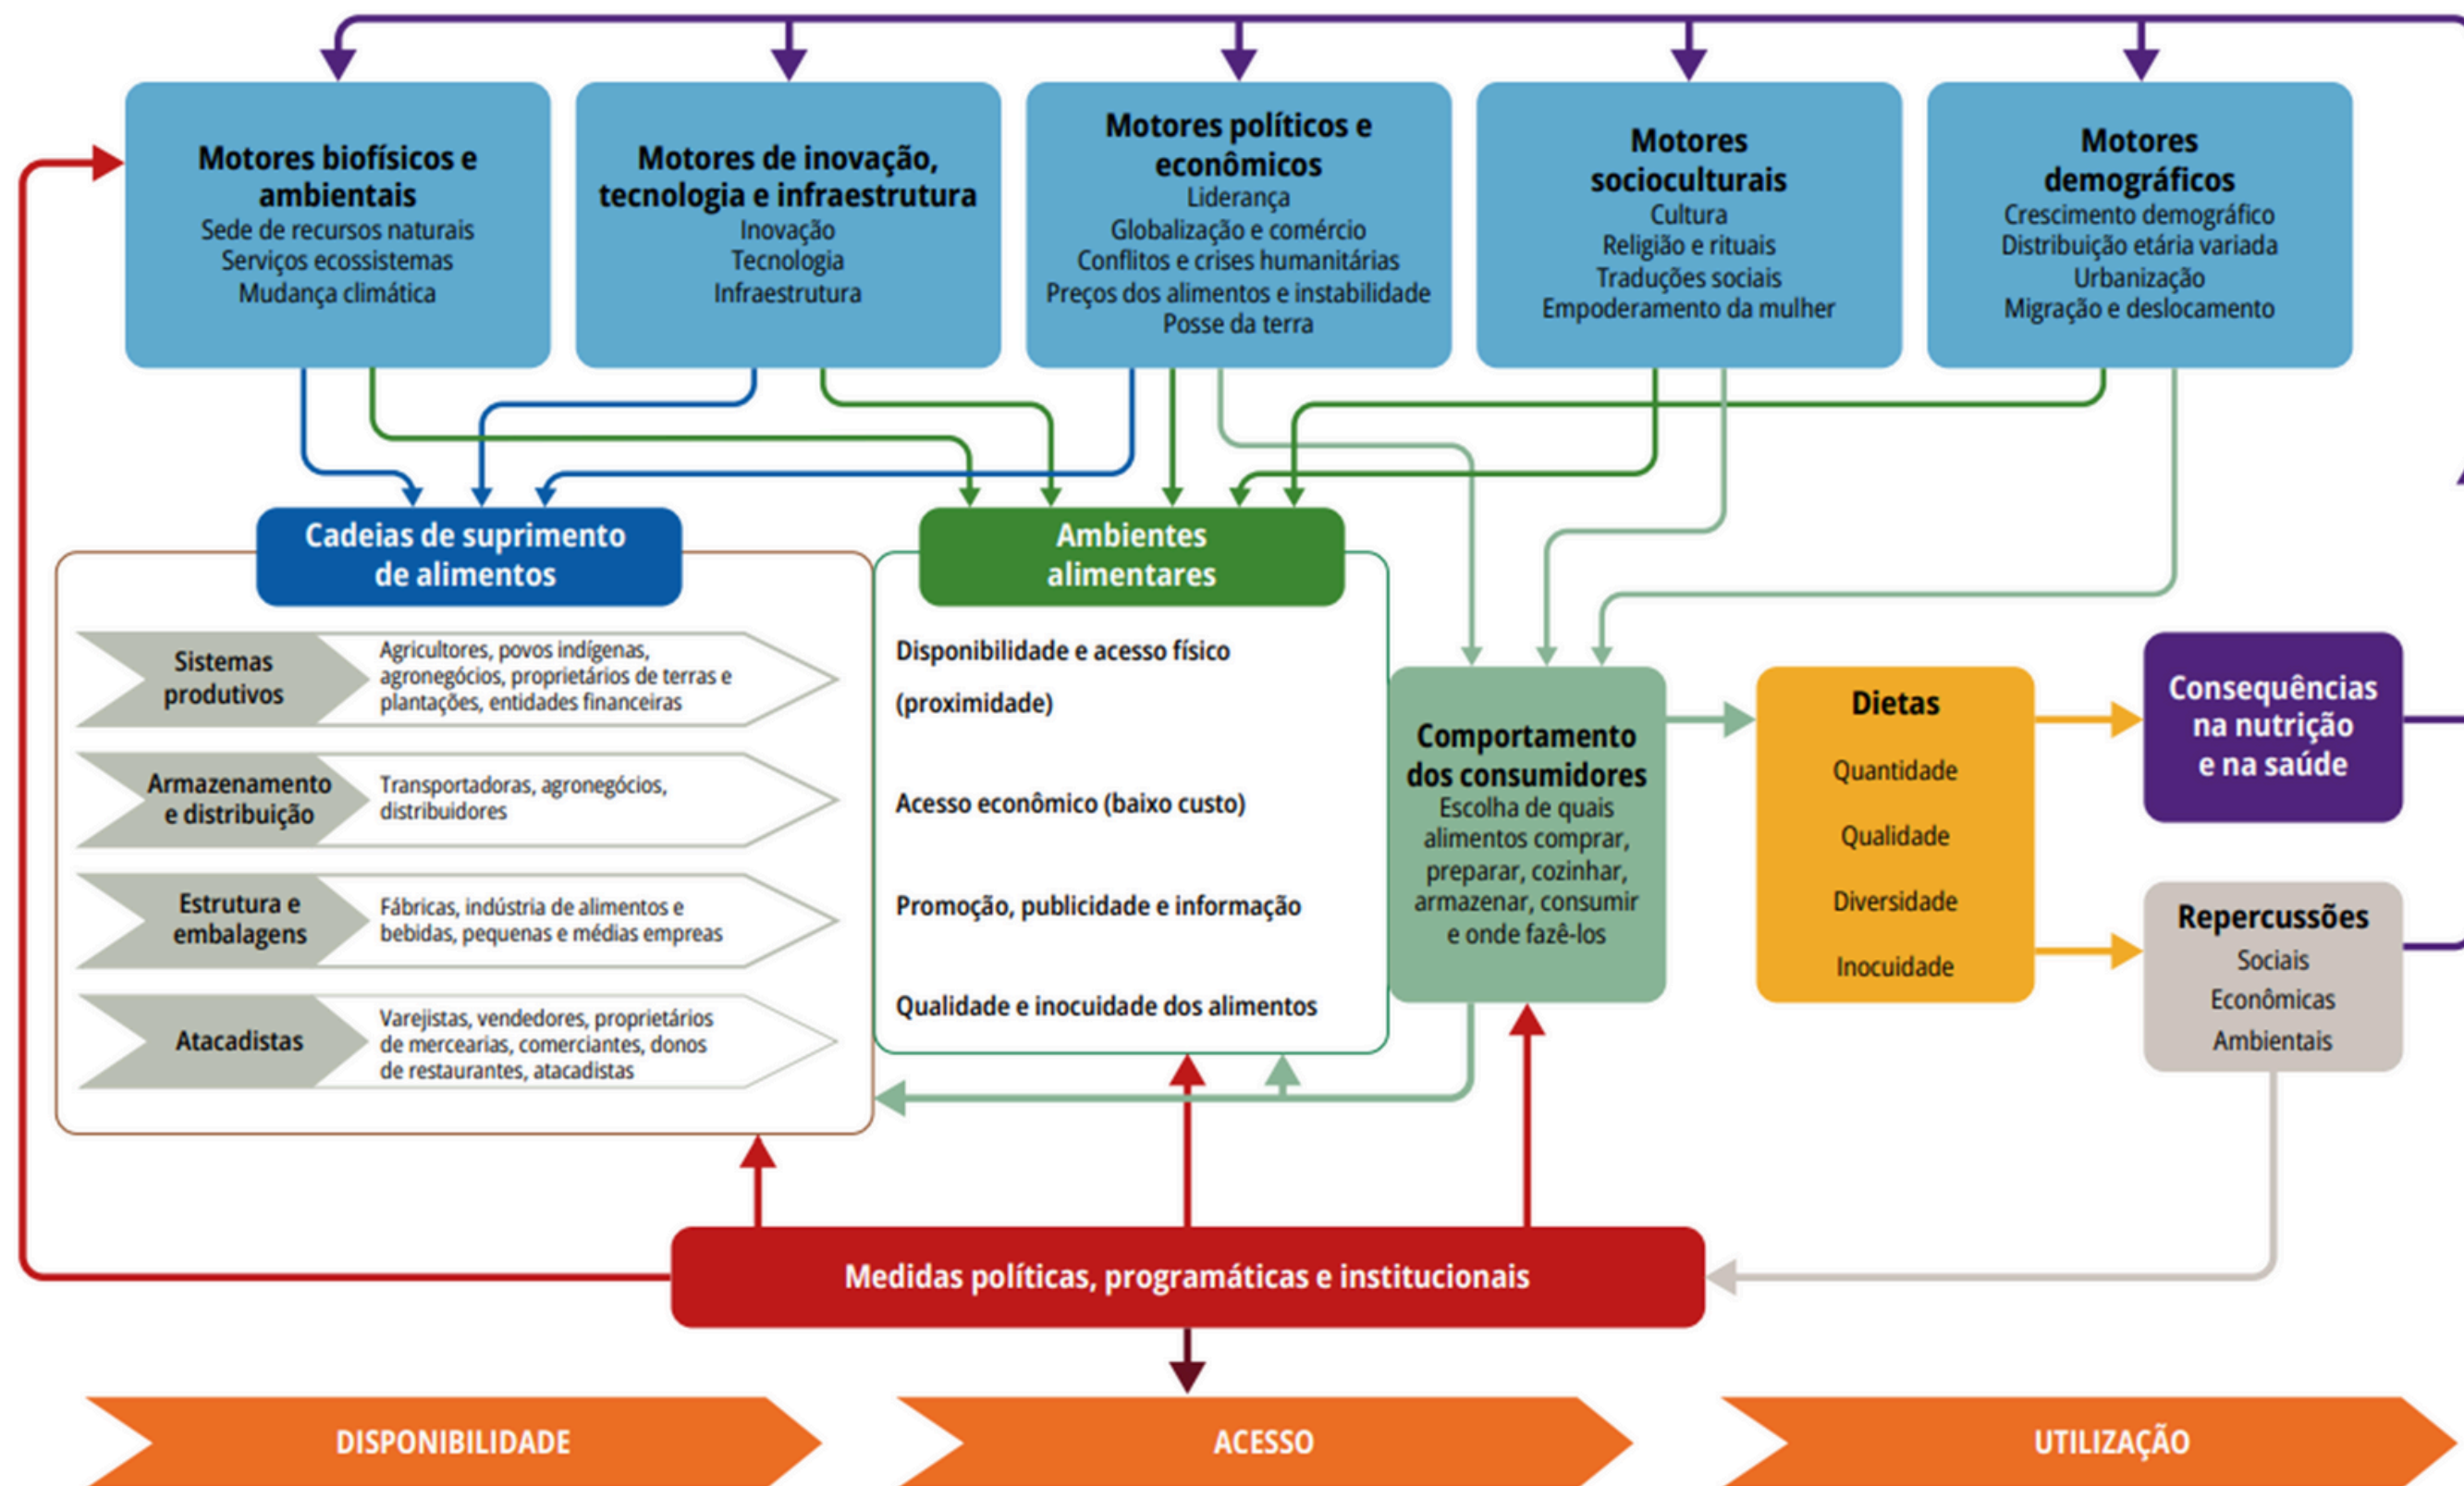 Motores biofísicos e
ambientais
Sede de recursos naturais
Serviços ecossistemas
Mudança climática
Motores de inovação,
tecnologia e infraestrutura
Inovação
Tecnologia
Infraestrutura
Motores políticos e
econômicos
Liderança
Globalização e comércio
Conflitos e crises humanitárias
Preços dos alimentos e instabilidade
Posse da terra
Motores
socioculturais
Cultura
Religião e rituais
Traduções sociais
Empoderamento da mulher
Motores
demográficos
Crescimento demográfico
Distribuição etária variada
Urbanização
Migração e deslocamento
Cadeias de suprimento
de alimentos
Sistemas
produtivos
Agricultores, povos indígenas,
agronegócios, proprietários de terras e
plantações, entidades financeiras
Armazenamento
e distribuição
Transportadoras, agronegócios,
distribuidores
Estrutura e
embalagens
Fábricas, indústria de alimentos e
bebidas, pequenas e médias empreas
Atacadistas
Varejistas, vendedores, proprietários
de mercearias, comerciantes, donos
de restaurantes, atacadistas
Ambientes
alimentares
Disponibilidade e acesso físico
(proximidade)
Acesso econômico (baixo custo)
Promoção, publicidade e informação
Qualidade e inocuidade dos alimentos
Comportamento
dos consumidores
Escolha de quais
alimentos comprar,
preparar, cozinhar,
armazenar, consumir
e onde fazê-los
Dietas
Quantidade
Qualidade
Diversidade
Inocuidade
Consequências
na nutrição
e na saúde
Repercussões
Sociais
Econômicas
Ambientais
Medidas políticas, programáticas e institucionais
DISPONIBILIDADE
ACESSO
UTILIZAÇÃO